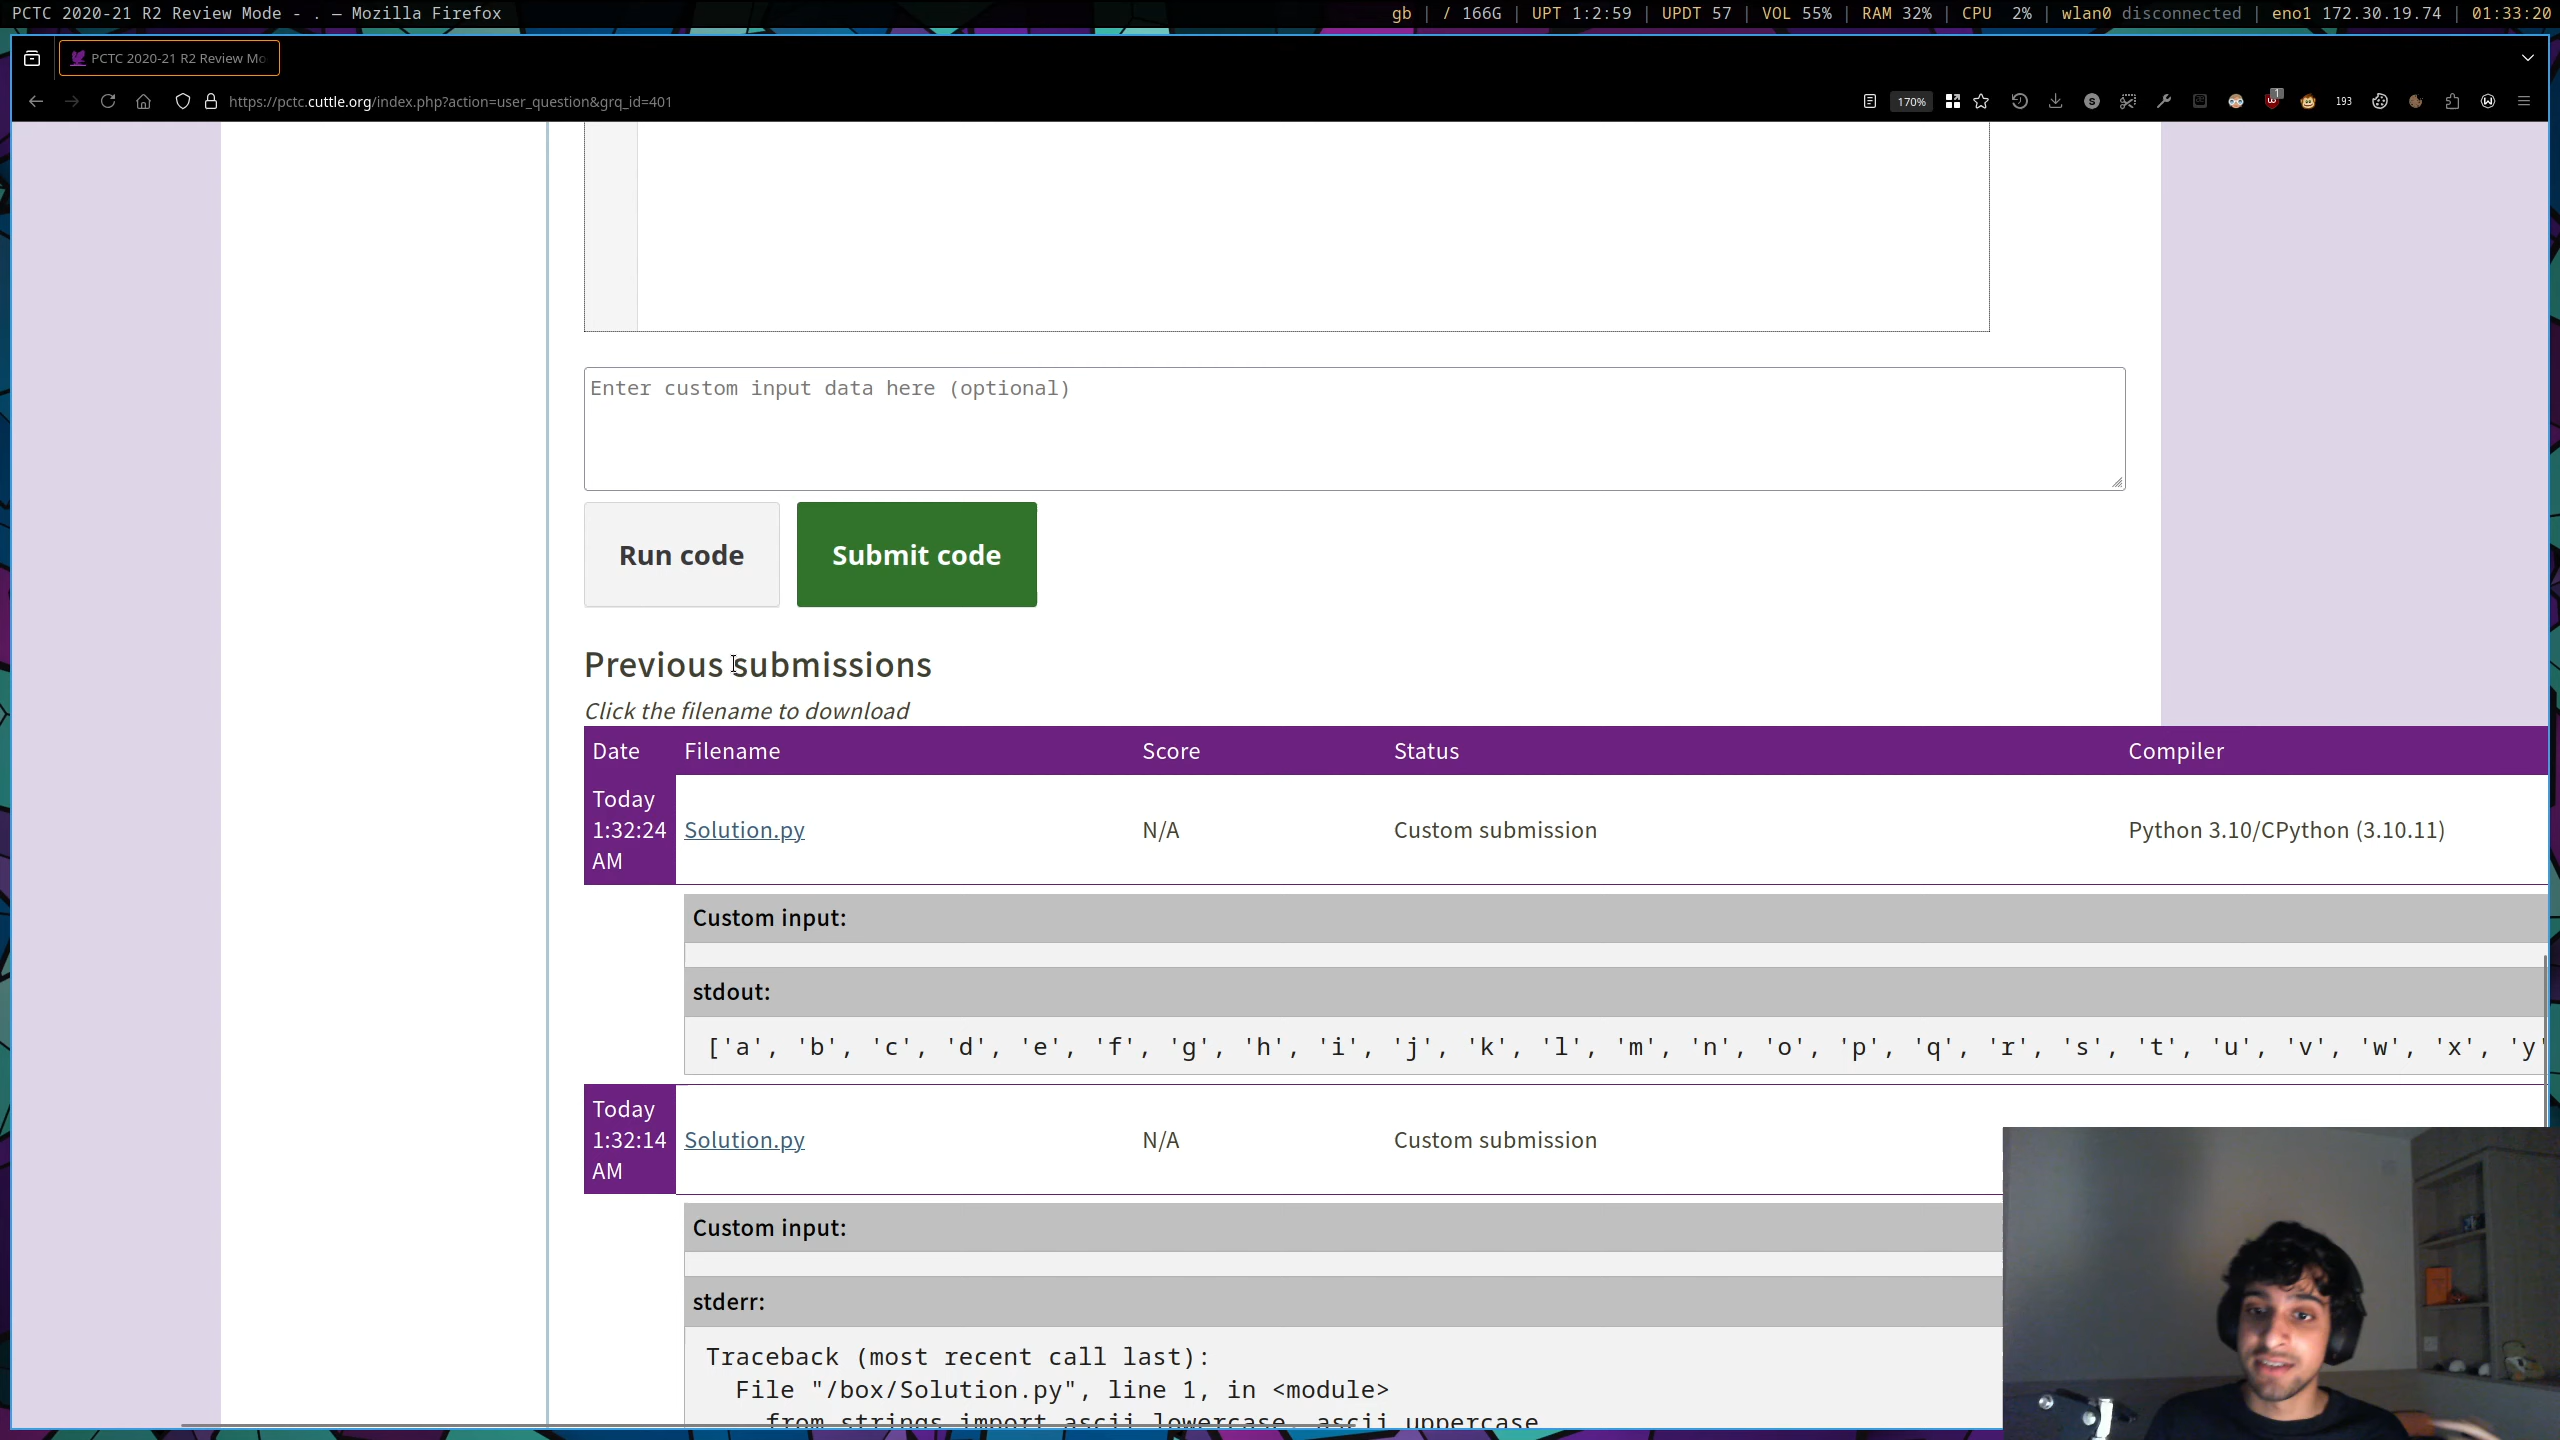 PCTC 2020-21 R2 Review Mode - . — Mozilla Firefox
gb | / 166G | UPT 1:2:59 | UPDT 57 | VOL 55% | RAM 32% | CPU 2% | wlan0 disconnected | eno1 172.30.19.74 | 01:33:20
PCTC 2020-21 R2 Review Mo
https://pctc.cuttle.org/index.php?action=user_question&grq_id=401
170%
1
193
Enter custom input data here (optional)
Run code
Submit code
Previous submissions
Click the filename to download
Date Filename Score Status Compiler
Today
1:32:24
AM
Solution.py N/A Custom submission Python 3.10/CPython (3.10.11)
Custom input:
stdout:
['a', 'b', 'c', 'd', 'e', 'f', 'g', 'h', 'i', 'j', 'k', 'l', 'm', 'n', 'o', 'p', 'q', 'r', 's', 't', 'u', 'v', 'w', 'x', 'y'
Today
1:32:14
AM
Solution.py N/A Custom submission
Custom input:
stderr:
Traceback (most recent call last):
File "/box/Solution.py", line 1, in <module>
from strings import ascii_lowercase, ascii_uppercase